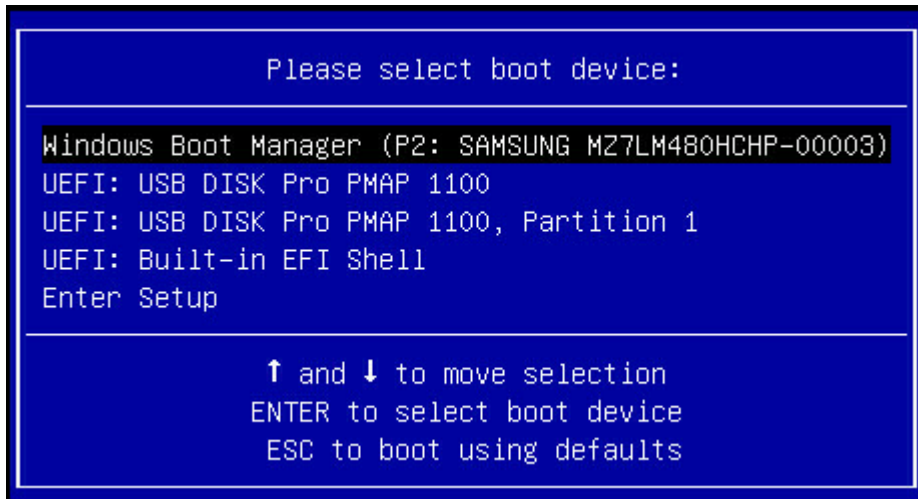 Please select boot device:
Windows Boot Manager (P2: SAMSUNG MZ7LM480HCHP-00003)
UEFI: USB DISK Pro PMAP 1100
UEFI: USB DISK Pro PMAP 1100, Partition 1
UEFI: Built-in EFI Shell
Enter Setup
↑ and ↓ to move selection
ENTER to select boot device
ESC to boot using defaults